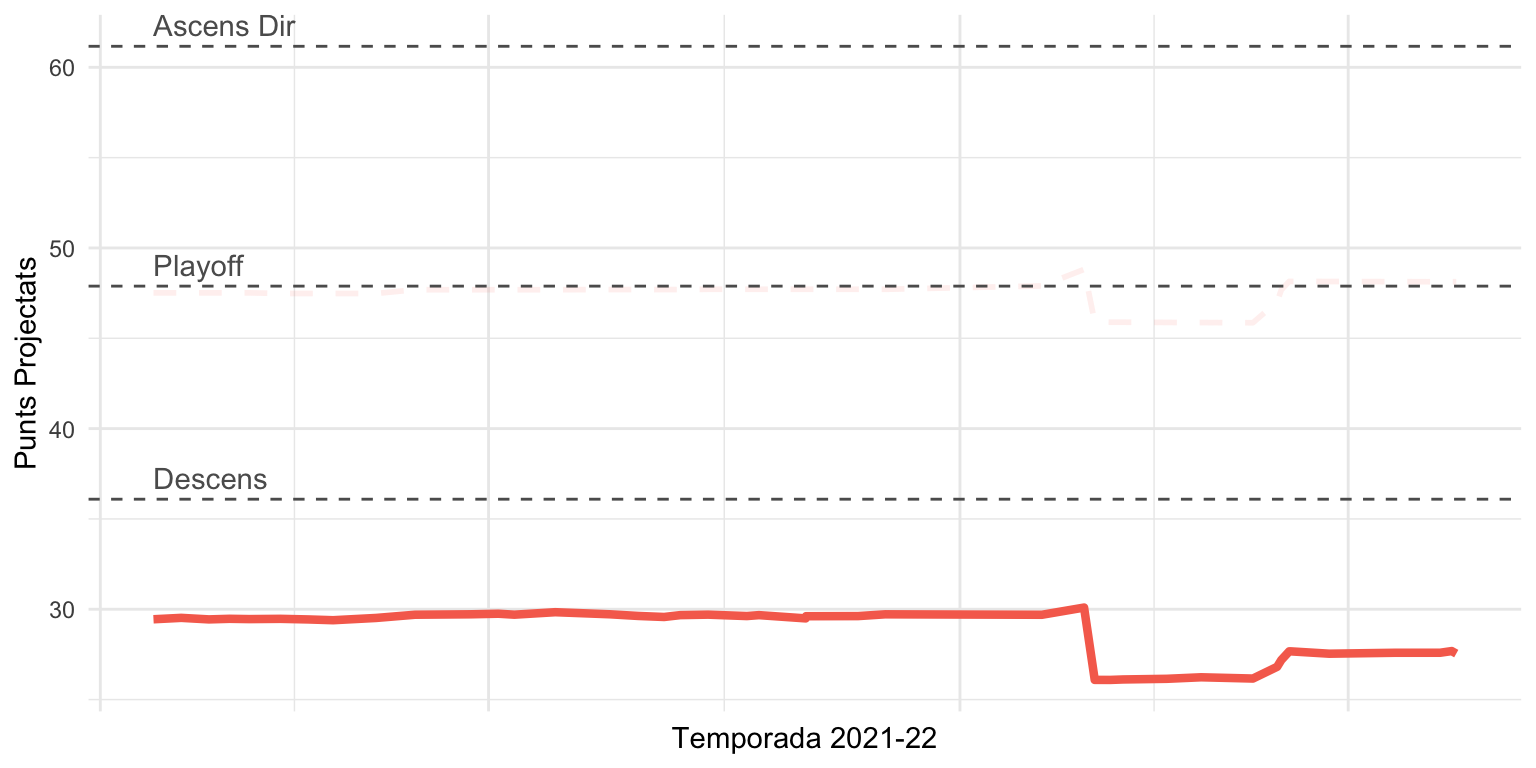 Ascens Dir
60
50
Playoff
40
Descens
30
Punts Projectats
Temporada 2021-22